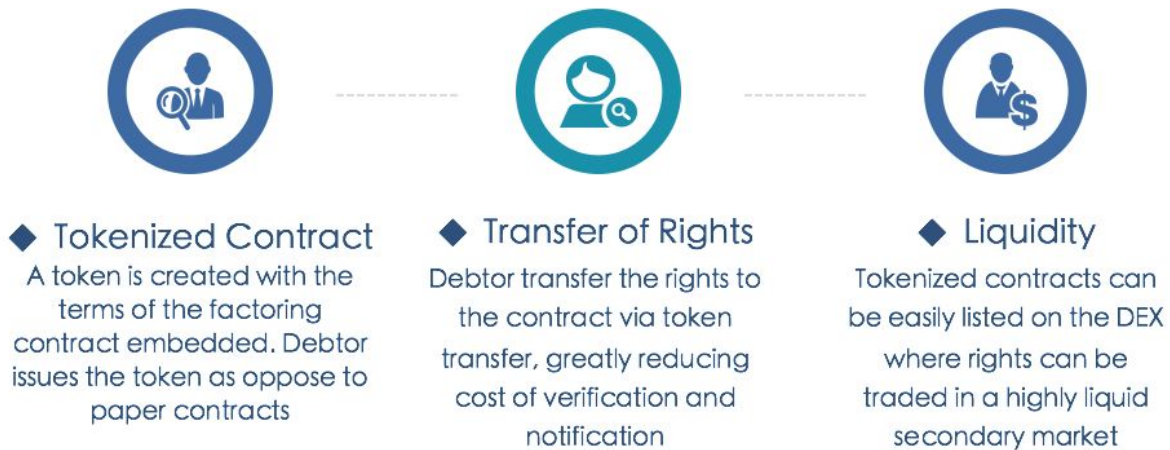 ◆ Tokenized Contract
A token is created with the
terms of the factoring
contract embedded. Debtor
issues the token as oppose to
paper contracts
◆ Transfer of Rights
Debtor transfer the rights to
the contract via token
transfer, greatly reducing
cost of verification and
notification
◆ Liquidity
Tokenized contracts can
be easily listed on the DEX
where rights can be
traded in a highly liquid
secondary market